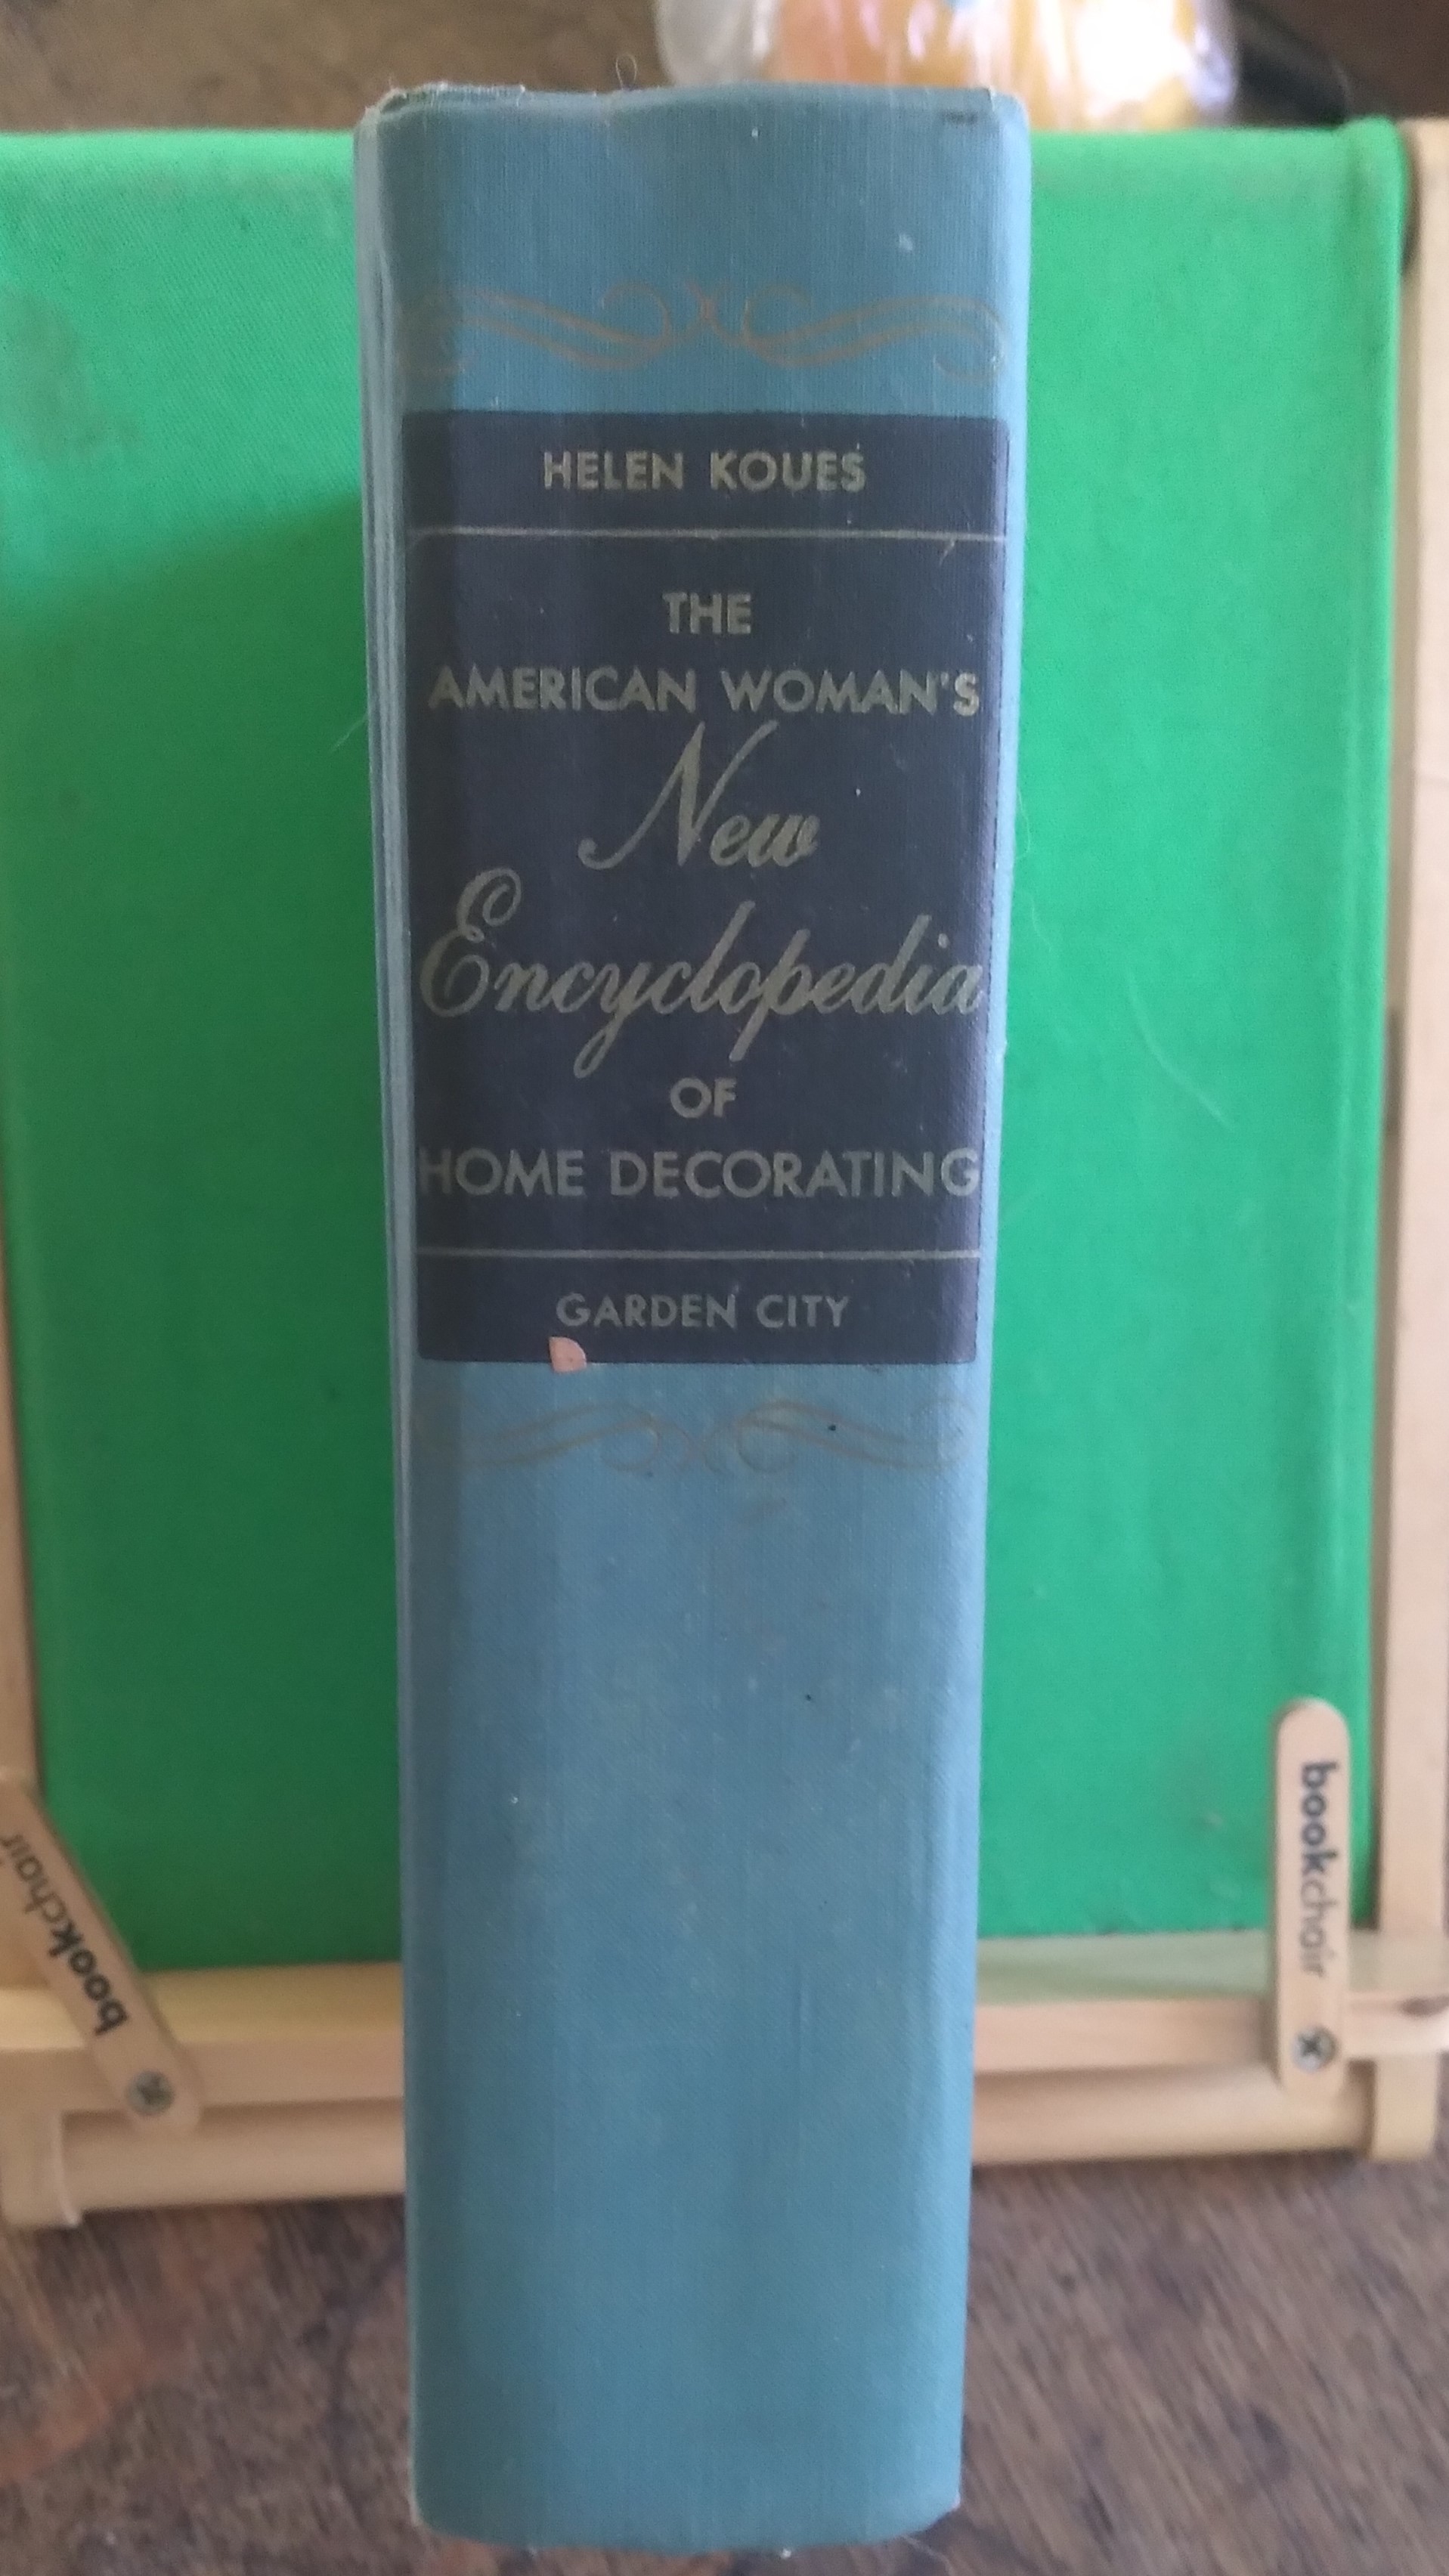 HELEN KOUES
THE
AMERICAN WOMAN'S
New
Encyclopedia
OF
HOME DECORATING
GARDEN CITY
bookchair
bookchair